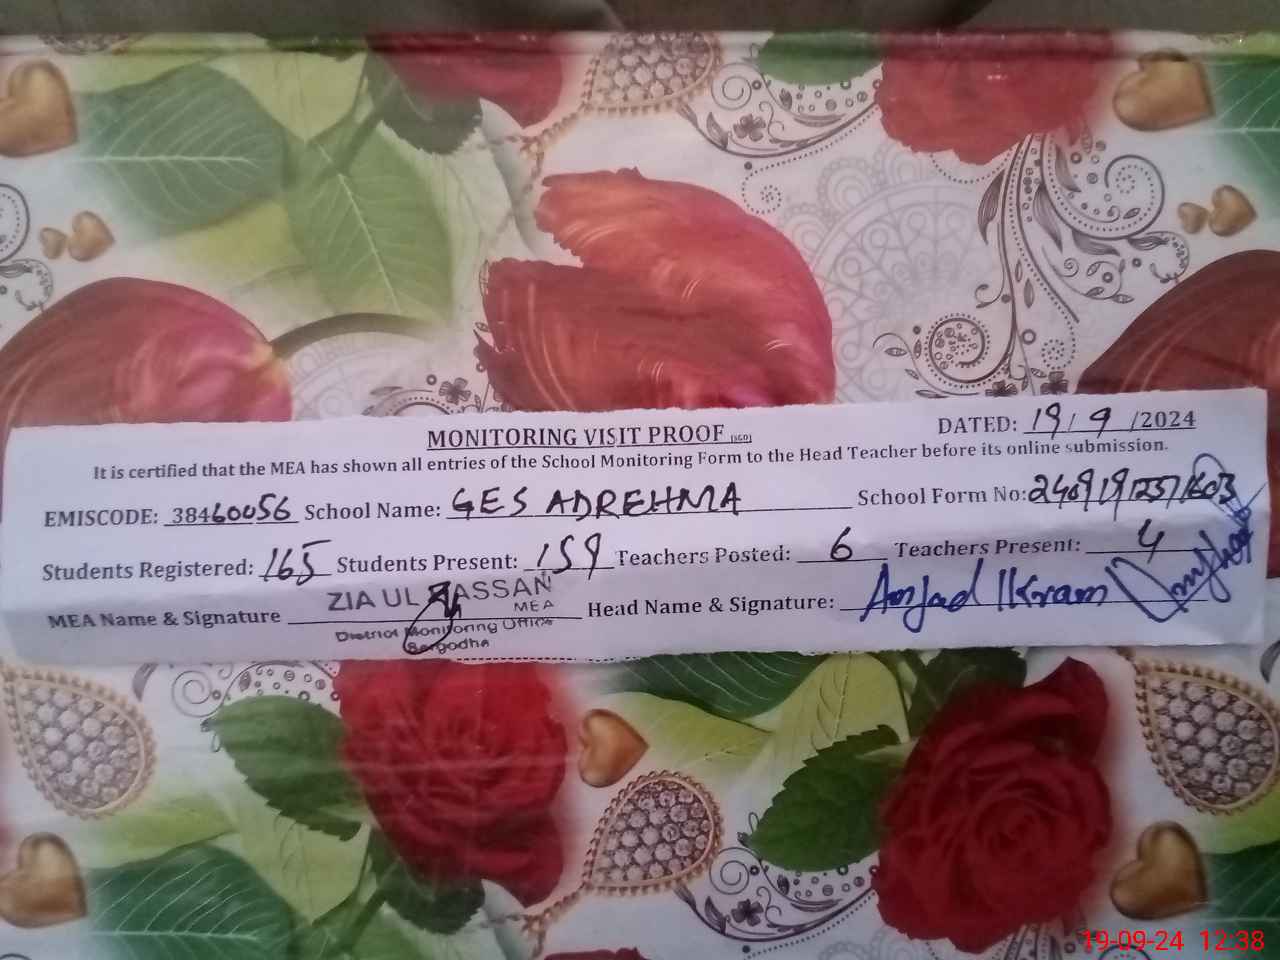 MONITORING VISIT PROOF [SGD] DATED: 19/9/2024
It is certified that the MEA has shown all entries of the School Monitoring Form to the Head Teacher before its online submission.
EMISCODE: 38460056 School Name: GES ADREHMA School Form No:
Students Registered: 165 Students Present: 159 Teachers Posted: 6 Teachers Present: 4
MEA Name & Signature ZIA UL HASSAN Head Name & Signature: Amjad Ikram
MEA
District Monitoring Office
Sargodha
19-09-24 12:38